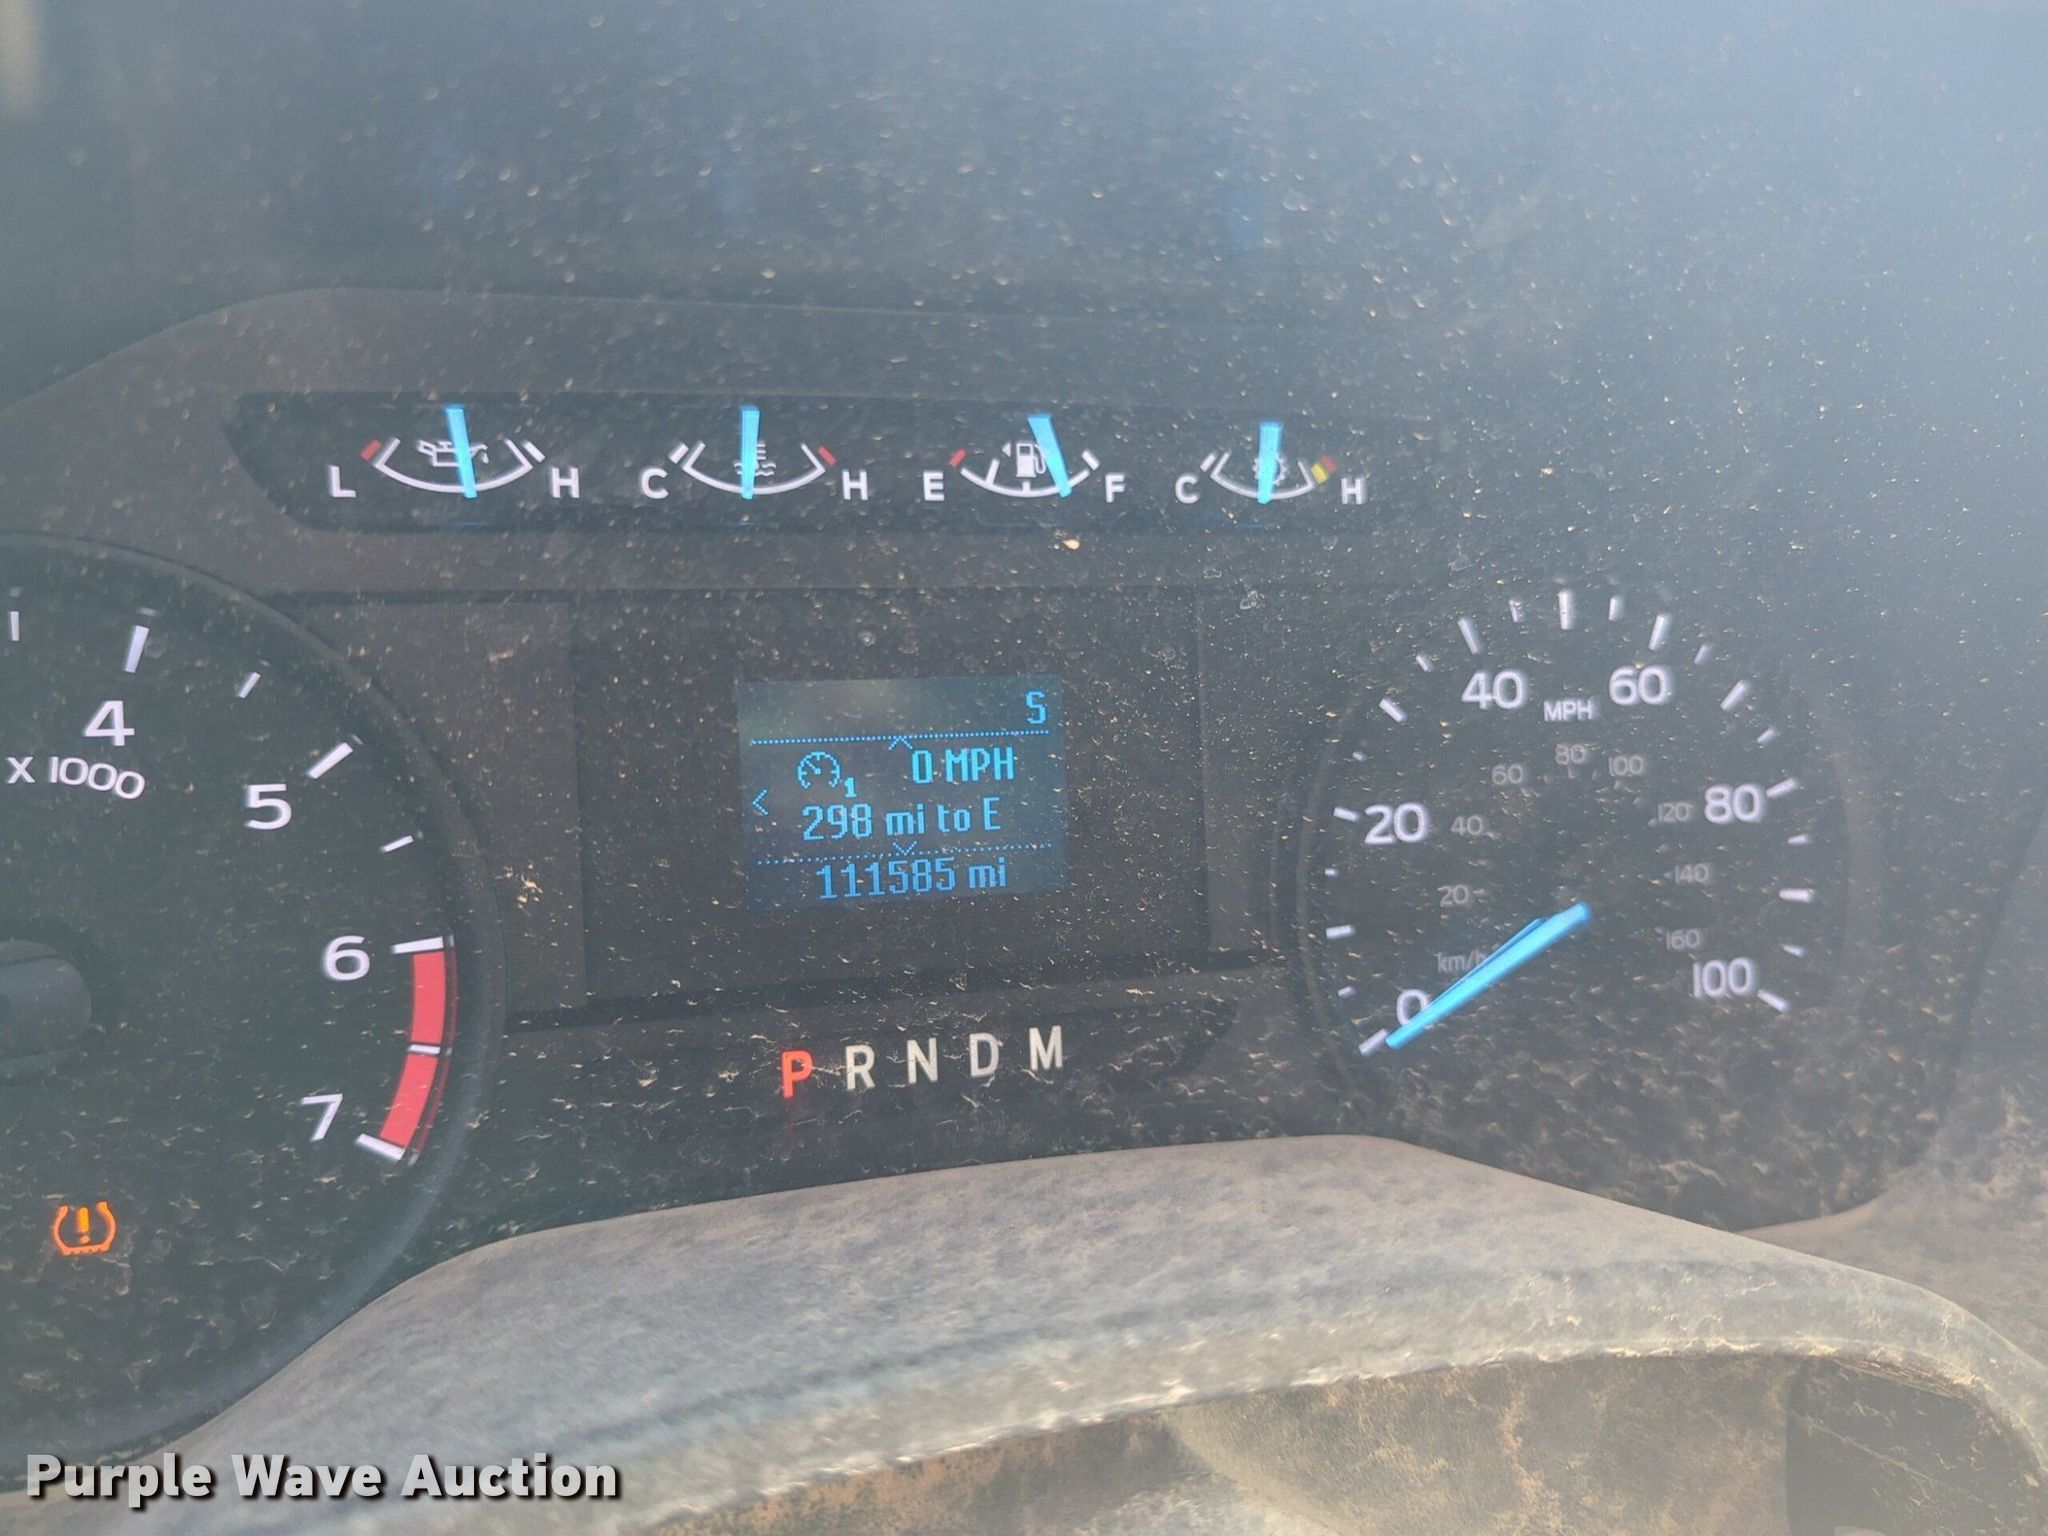 L H C H E F C H
4
X 1000
5
6
7
S
1 0 MPH
298 mi to E
111585 mi
P R N D M
0 20 40 60 80 100
MPH
20 40 60 80 100 120 140 160
km/h
Purple Wave Auction